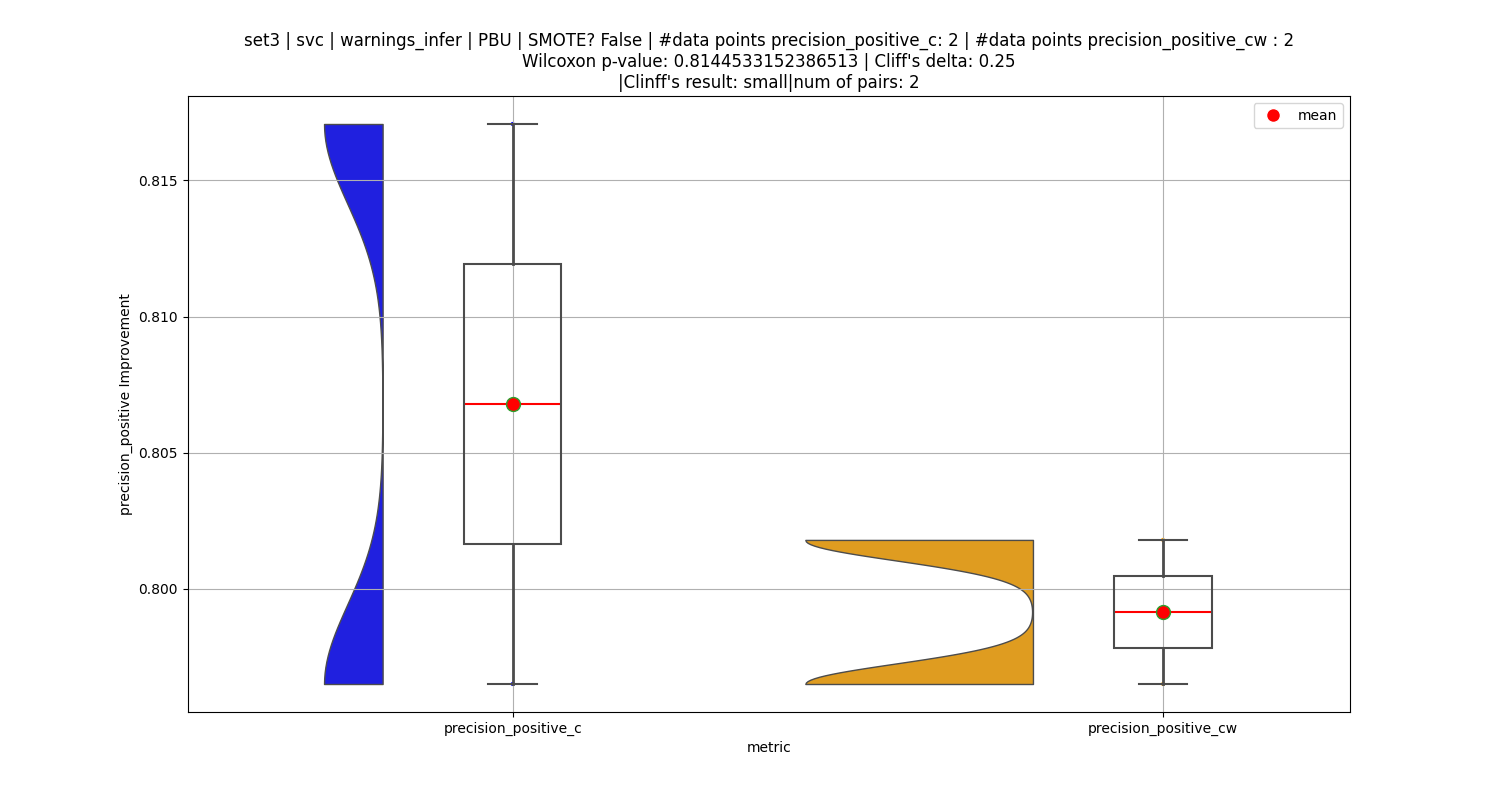 set3 | svc | warnings_infer | PBU | SMOTE? False | #data points precision_positive_c: 2 | #data points precision_positive_cw : 2
Wilcoxon p-value: 0.8144533152386513 | Cliff's delta: 0.25
|Clinff's result: small|num of pairs: 2
mean
0.815
0.810
0.805
0.800
precision_positive Improvement
precision_positive_c
precision_positive_cw
metric